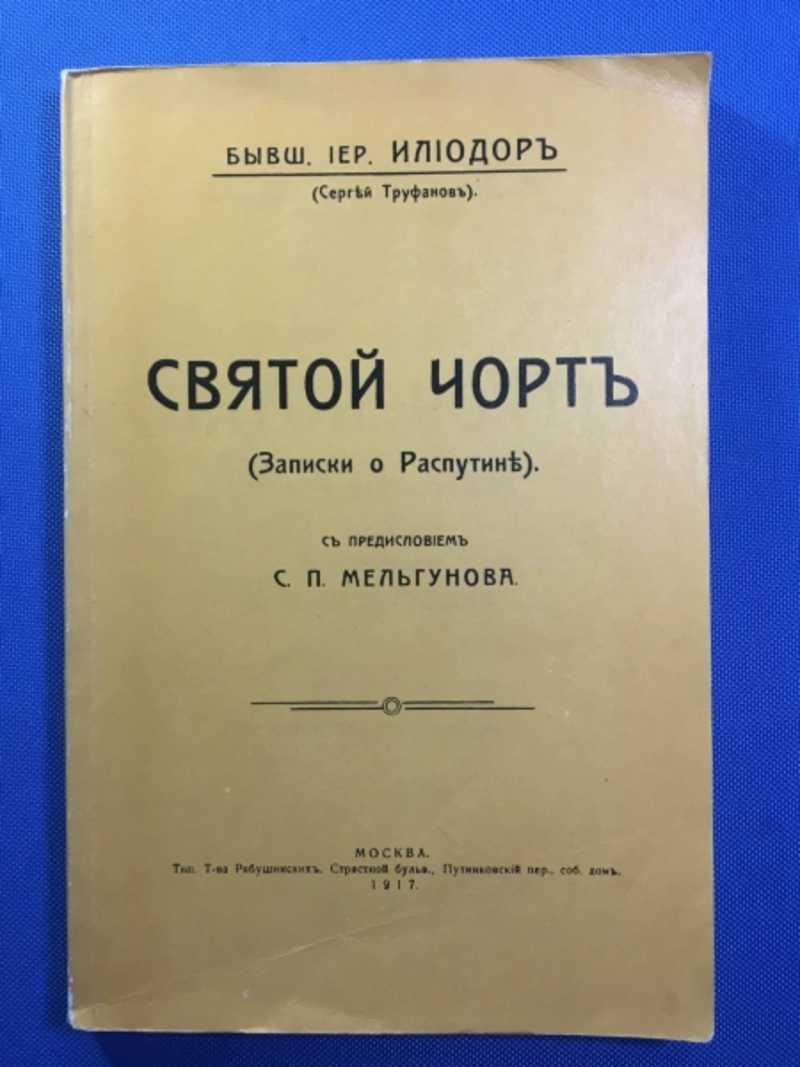 БЫВШ. ІЕР. ИЛІОДОРЪ
(Сергѣй Труфановъ).
СВЯТОЙ ЧОРТЪ
(Записки о Распутинѣ).
СЪ ПРЕДИСЛОВІЕМЪ
С. П. МЕЛЬГУНОВА.
МОСКВА.
Тип. Т-ва Рябушинскихъ. Страстной бульв., Путинковскій пер., соб. домъ.
1917.